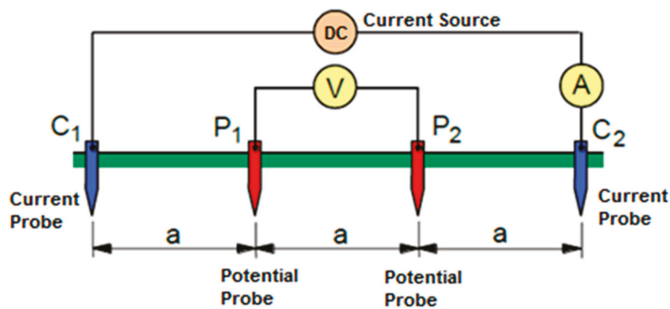 DC
Current Source
V
A
C1
P1
P2
C2
Current
Probe
Current
Probe
a
a
a
Potential
Probe
Potential
Probe